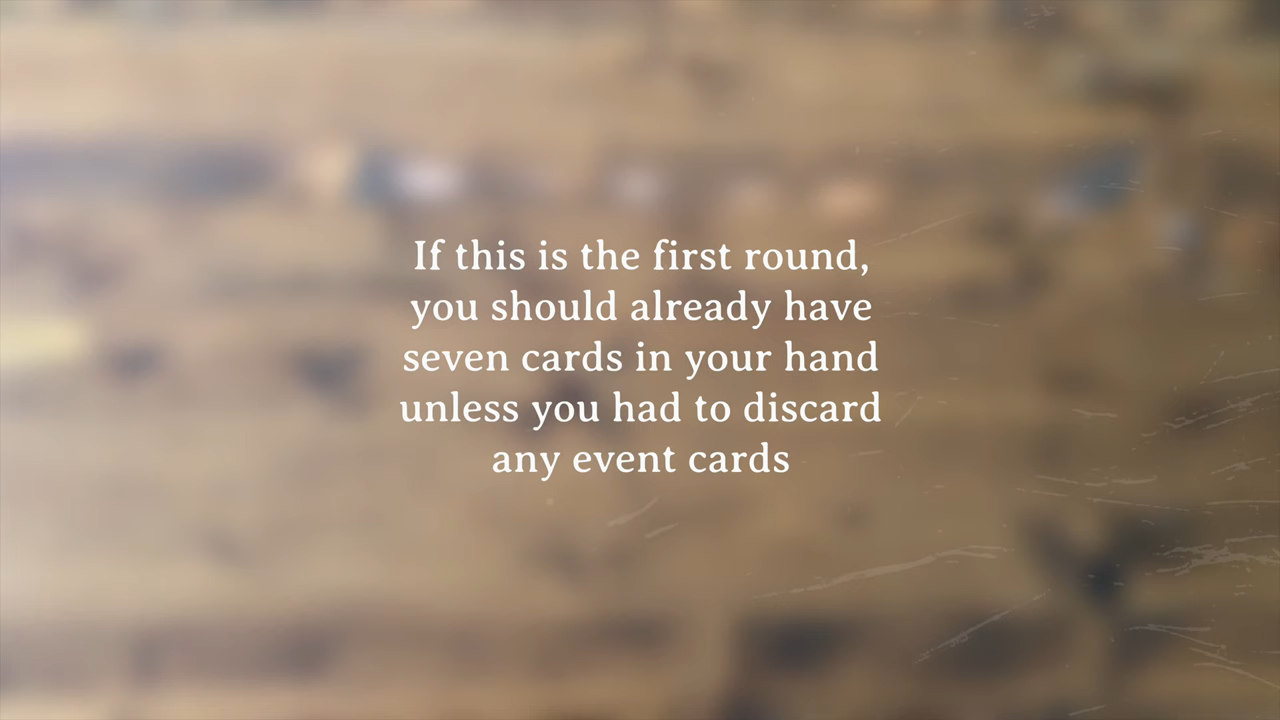 If this is the first round,
you should already have
seven cards in your hand
unless you had to discard
any event cards